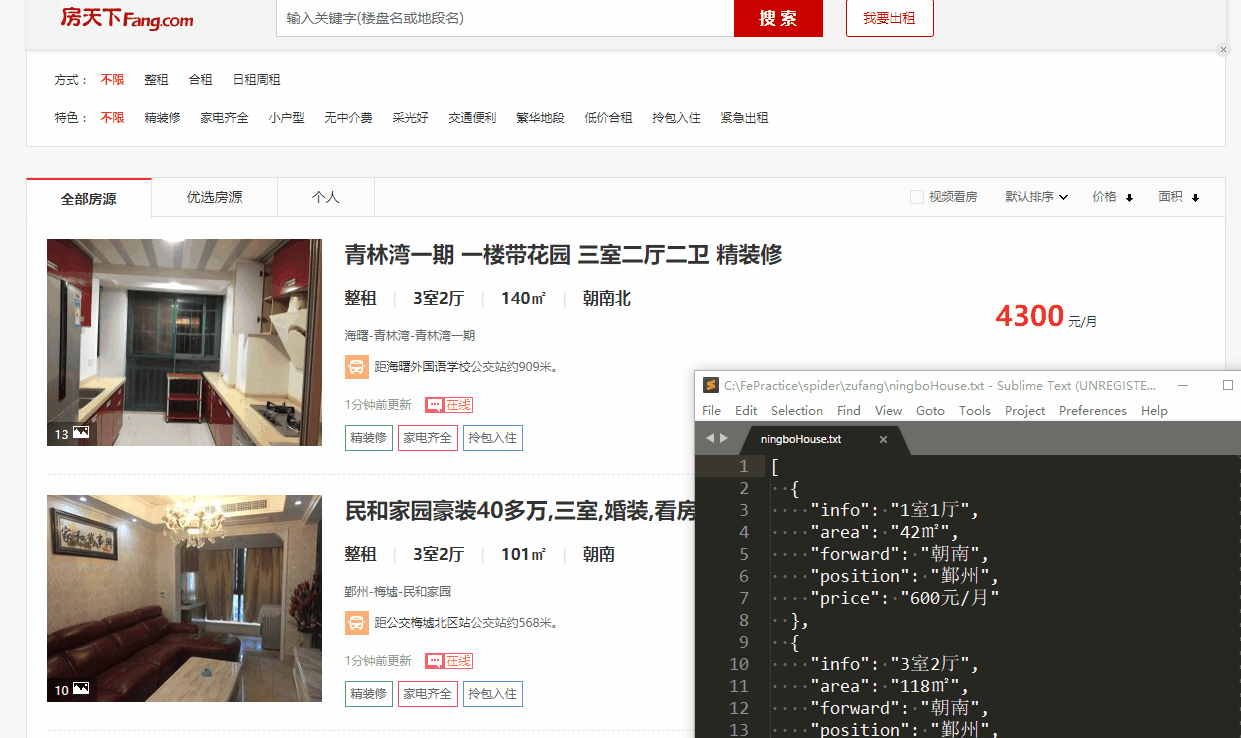 房天下Fang.com 输入关键字(楼盘名或地段名) 搜索 我要出租
方式： 不限 整租 合租 日租周租
特色： 不限 精装修 家电齐全 小户型 无中介费 采光好 交通便利 繁华地段 低价合租 拎包入住 紧急出租
全部房源 优选房源 个人 视频看房 默认排序 价格 面积
青林湾一期 一楼带花园 三室二厅二卫 精装修
整租 3室2厅 140㎡ 朝南北
4300 元/月
海曙-青林湾-青林湾一期
距海曙外国语学校公交站约909米。
1分钟前更新 在线
13
精装修 家电齐全 拎包入住
民和家园豪装40多万,三室,婚装,看房
整租 3室2厅 101㎡ 朝南
鄞州-梅墟-民和家园
距公交梅墟北区站公交站约568米。
1分钟前更新 在线
10
精装修 家电齐全 拎包入住
C:\FePractice\spider\zufang\ningboHouse.txt - Sublime Text (UNREGISTE...
File Edit Selection Find View Goto Tools Project Preferences Help
ningboHouse.txt
1 [
2 {
3 "info": "1室1厅",
4 "area": "42㎡",
5 "forward": "朝南",
6 "position": "鄞州",
7 "price": "600元/月"
8 },
9 {
10 "info": "3室2厅",
11 "area": "118㎡",
12 "forward": "朝南",
13 "position": "鄞州",